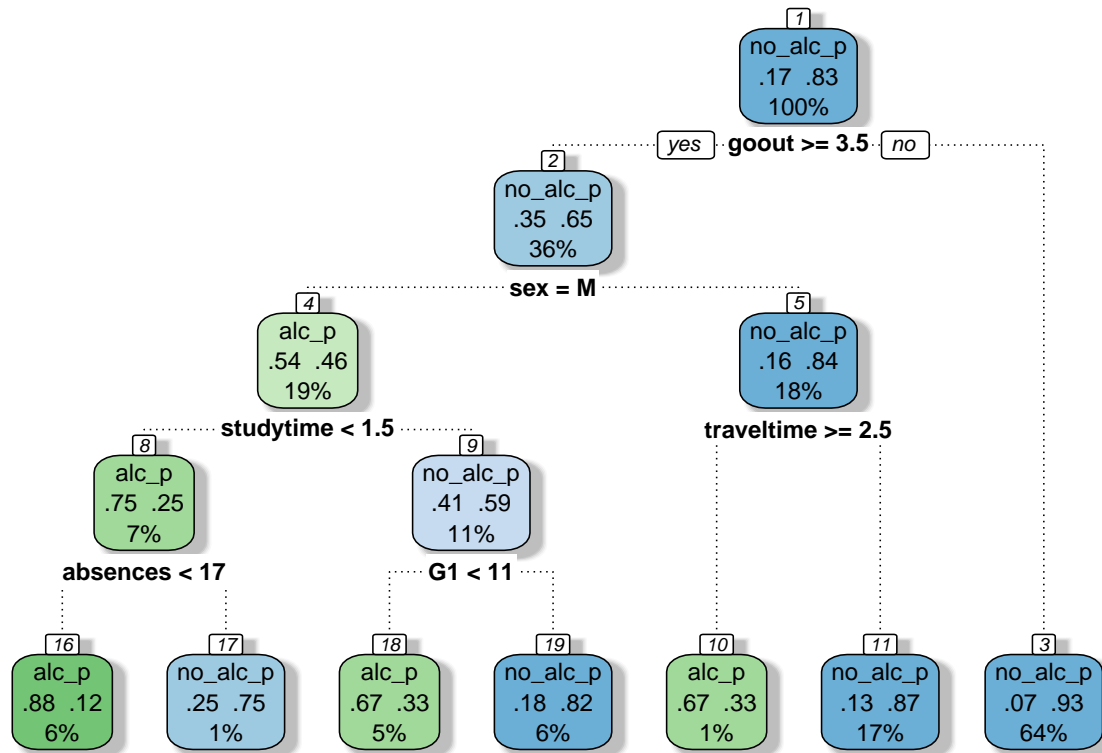 1
no_alc_p
.17 .83
100%
yes goout >= 3.5 no
2
no_alc_p
.35 .65
36%
sex = M
4
alc_p
.54 .46
19%
5
no_alc_p
.16 .84
18%
studytime < 1.5
traveltime >= 2.5
8
alc_p
.75 .25
7%
9
no_alc_p
.41 .59
11%
absences < 17
G1 < 11
16
alc_p
.88 .12
6%
17
no_alc_p
.25 .75
1%
18
alc_p
.67 .33
5%
19
no_alc_p
.18 .82
6%
10
alc_p
.67 .33
1%
11
no_alc_p
.13 .87
17%
3
no_alc_p
.07 .93
64%